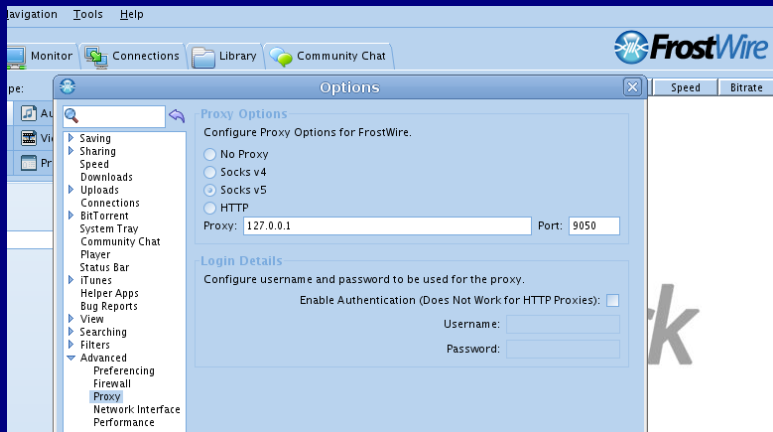 Navigation Tools Help
Monitor Connections Library Community Chat FrostWire
pe: Options Speed Bitrate
Au
Vi
Pr
Saving
Sharing
Speed
Downloads
Uploads
Connections
BitTorrent
System Tray
Community Chat
Player
Status Bar
iTunes
Helper Apps
Bug Reports
View
Searching
Filters
Advanced
Preferencing
Firewall
Proxy
Network Interface
Performance
Proxy Options
Configure Proxy Options for FrostWire.
No Proxy
Socks v4
Socks v5
HTTP
Proxy: 127.0.0.1 Port: 9050
Login Details
Configure username and password to be used for the proxy.
Enable Authentication (Does Not Work for HTTP Proxies):
Username:
Password:
k